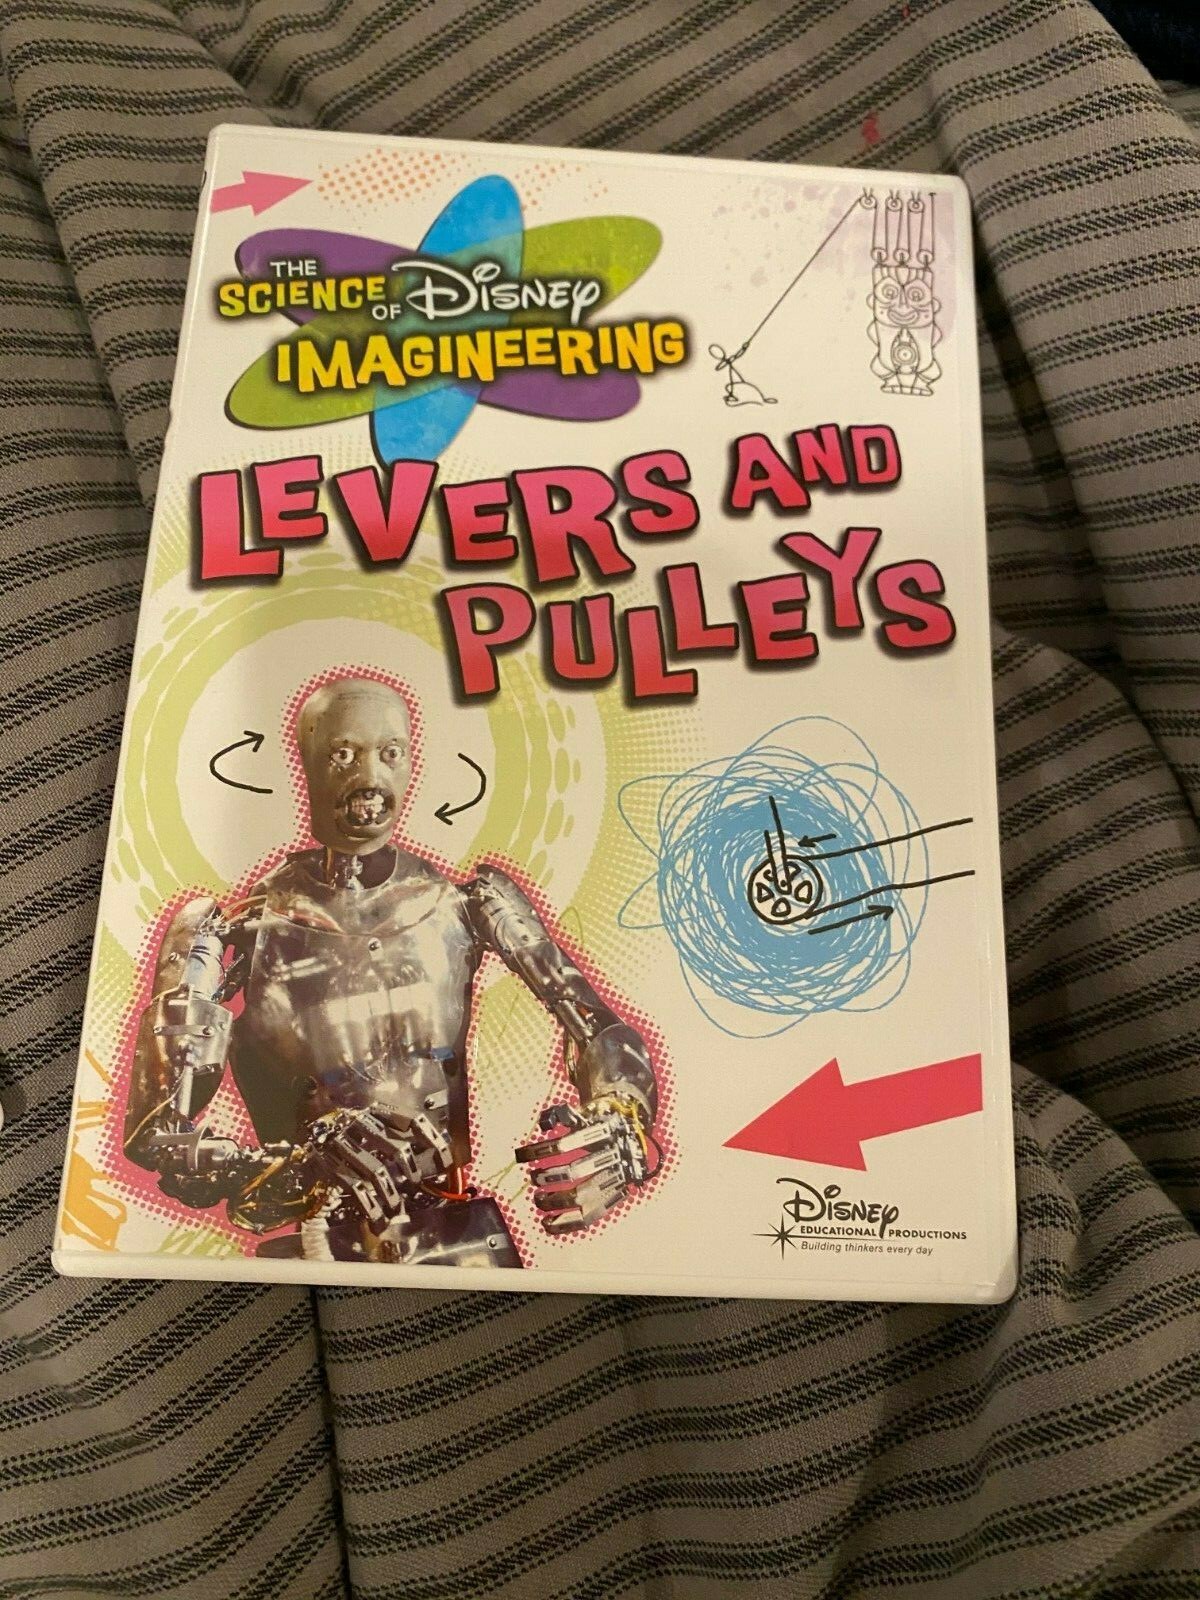 THE
SCIENCE
OF Disney
IMAGINEERING
LEVERS AND
PULLEYS
Disney
EDUCATIONAL PRODUCTIONS
Building thinkers every day